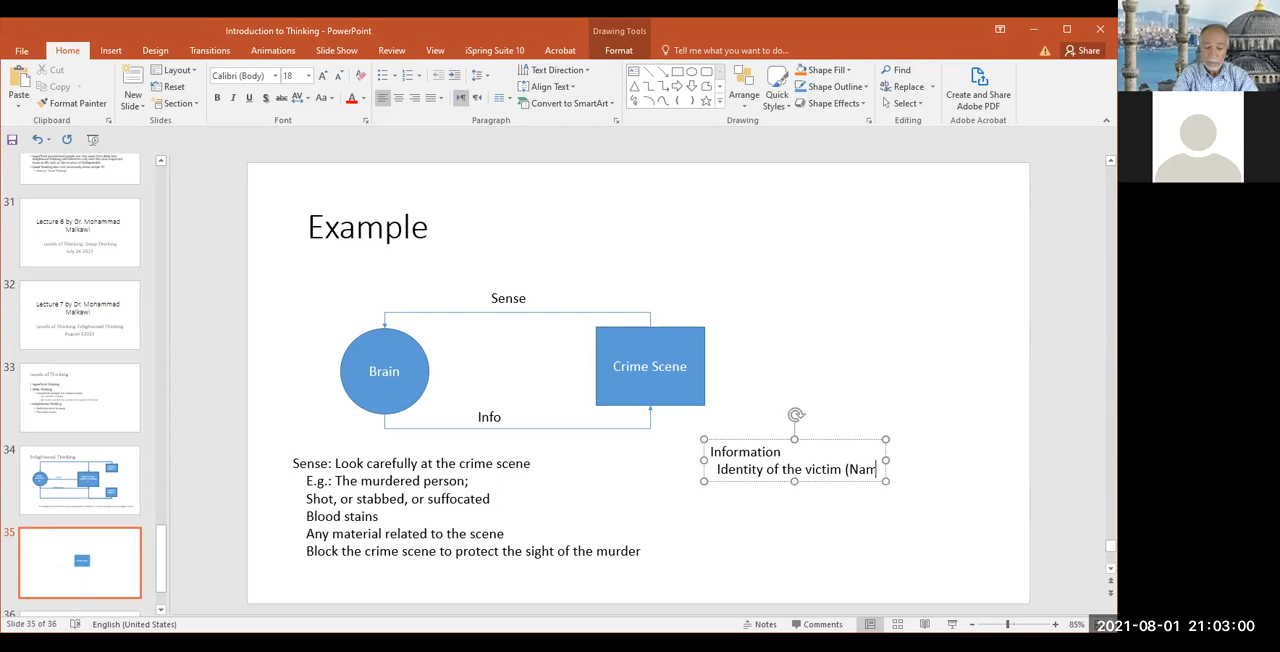 Introduction to Thinking - PowerPoint
Drawing Tools
File Home Insert Design Transitions Animations Slide Show Review View iSpring Suite 10 Acrobat Format Tell me what you want to do... Share
Paste
Cut
Copy
Format Painter
Clipboard
New
Slide
Layout
Reset
Section
Slides
Calibri (Body) 18
B I U S abc AV Aa A
Font
Text Direction
Align Text
Convert to SmartArt
Paragraph
Arrange
Quick
Styles
Shape Fill
Shape Outline
Shape Effects
Drawing
Find
Replace
Select
Editing
Create and Share
Adobe PDF
Adobe Acrobat
31
Lecture 6 by Dr. Mohammad
Malkawi
Levels of Thinking: Deep Thinking
32
Lecture 7 by Dr. Mohammad
Malkawi
Levels of Thinking: Enlightened Thinking
33
Levels of Thinking
34
Enlightened Thinking
35
36
Example
Sense
Brain
Crime Scene
Info
Sense: Look carefully at the crime scene
E.g.: The murdered person;
Shot, or stabbed, or suffocated
Blood stains
Any material related to the scene
Block the crime scene to protect the sight of the murder
Information
Identity of the victim (Nam
Slide 35 of 36 English (United States) Notes Comments 85%
2021-08-01 21:03:00